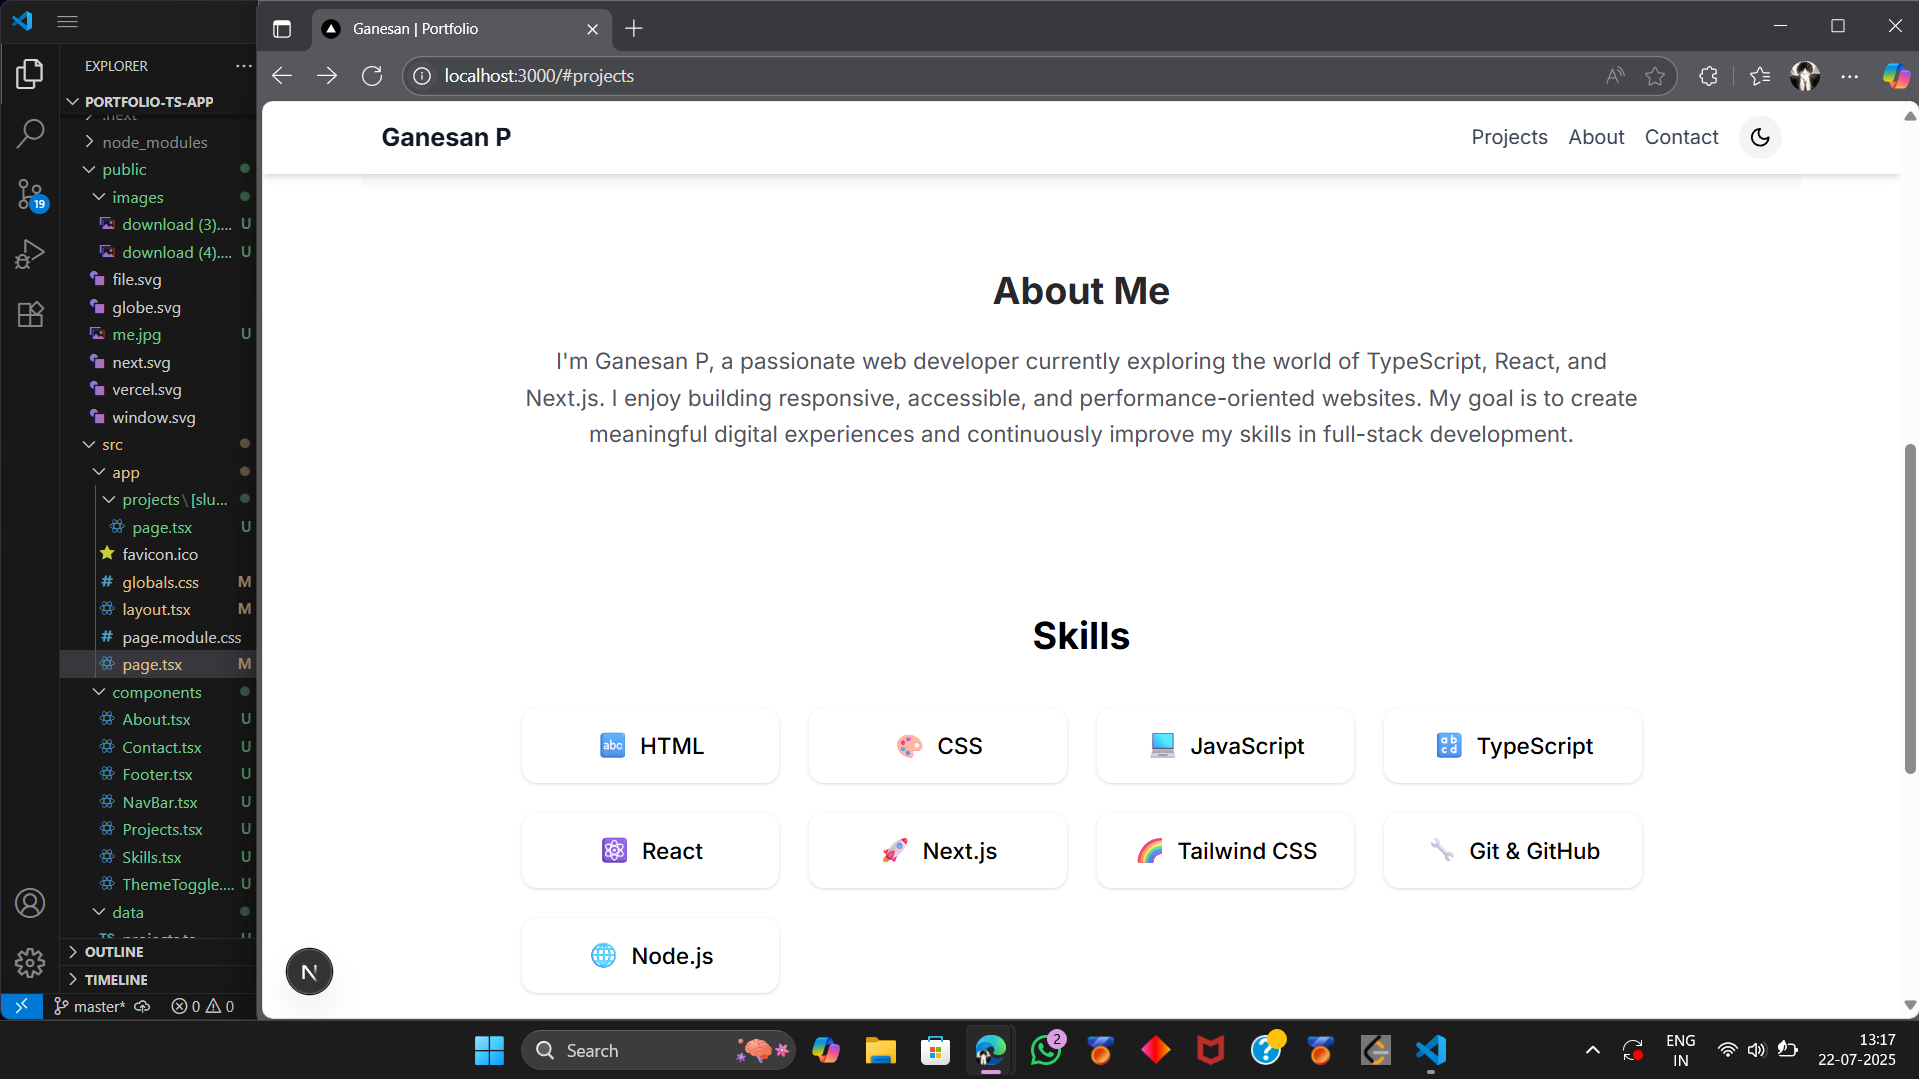 Ganesan | Portfolio
EXPLORER
localhost:3000/#projects
PORTFOLIO-TS-APP
.next
node_modules
public
images
download (3).... U
download (4).... U
file.svg
globe.svg
me.jpg U
next.svg
vercel.svg
window.svg
src
app
projects\[slu...
page.tsx U
favicon.ico
globals.css M
layout.tsx M
page.module.css
page.tsx M
components
About.tsx U
Contact.tsx U
Footer.tsx U
NavBar.tsx U
Projects.tsx U
Skills.tsx U
ThemeToggle.... U
data
OUTLINE
TIMELINE
19
master*
0 0
Ganesan P
Projects About Contact
About Me
I'm Ganesan P, a passionate web developer currently exploring the world of TypeScript, React, and
Next.js. I enjoy building responsive, accessible, and performance-oriented websites. My goal is to create
meaningful digital experiences and continuously improve my skills in full-stack development.
Skills
abc HTML
CSS
JavaScript
abcd TypeScript
React
Next.js
Tailwind CSS
Git & GitHub
Node.js
N
Search
2
ENG
IN
13:17
22-07-2025